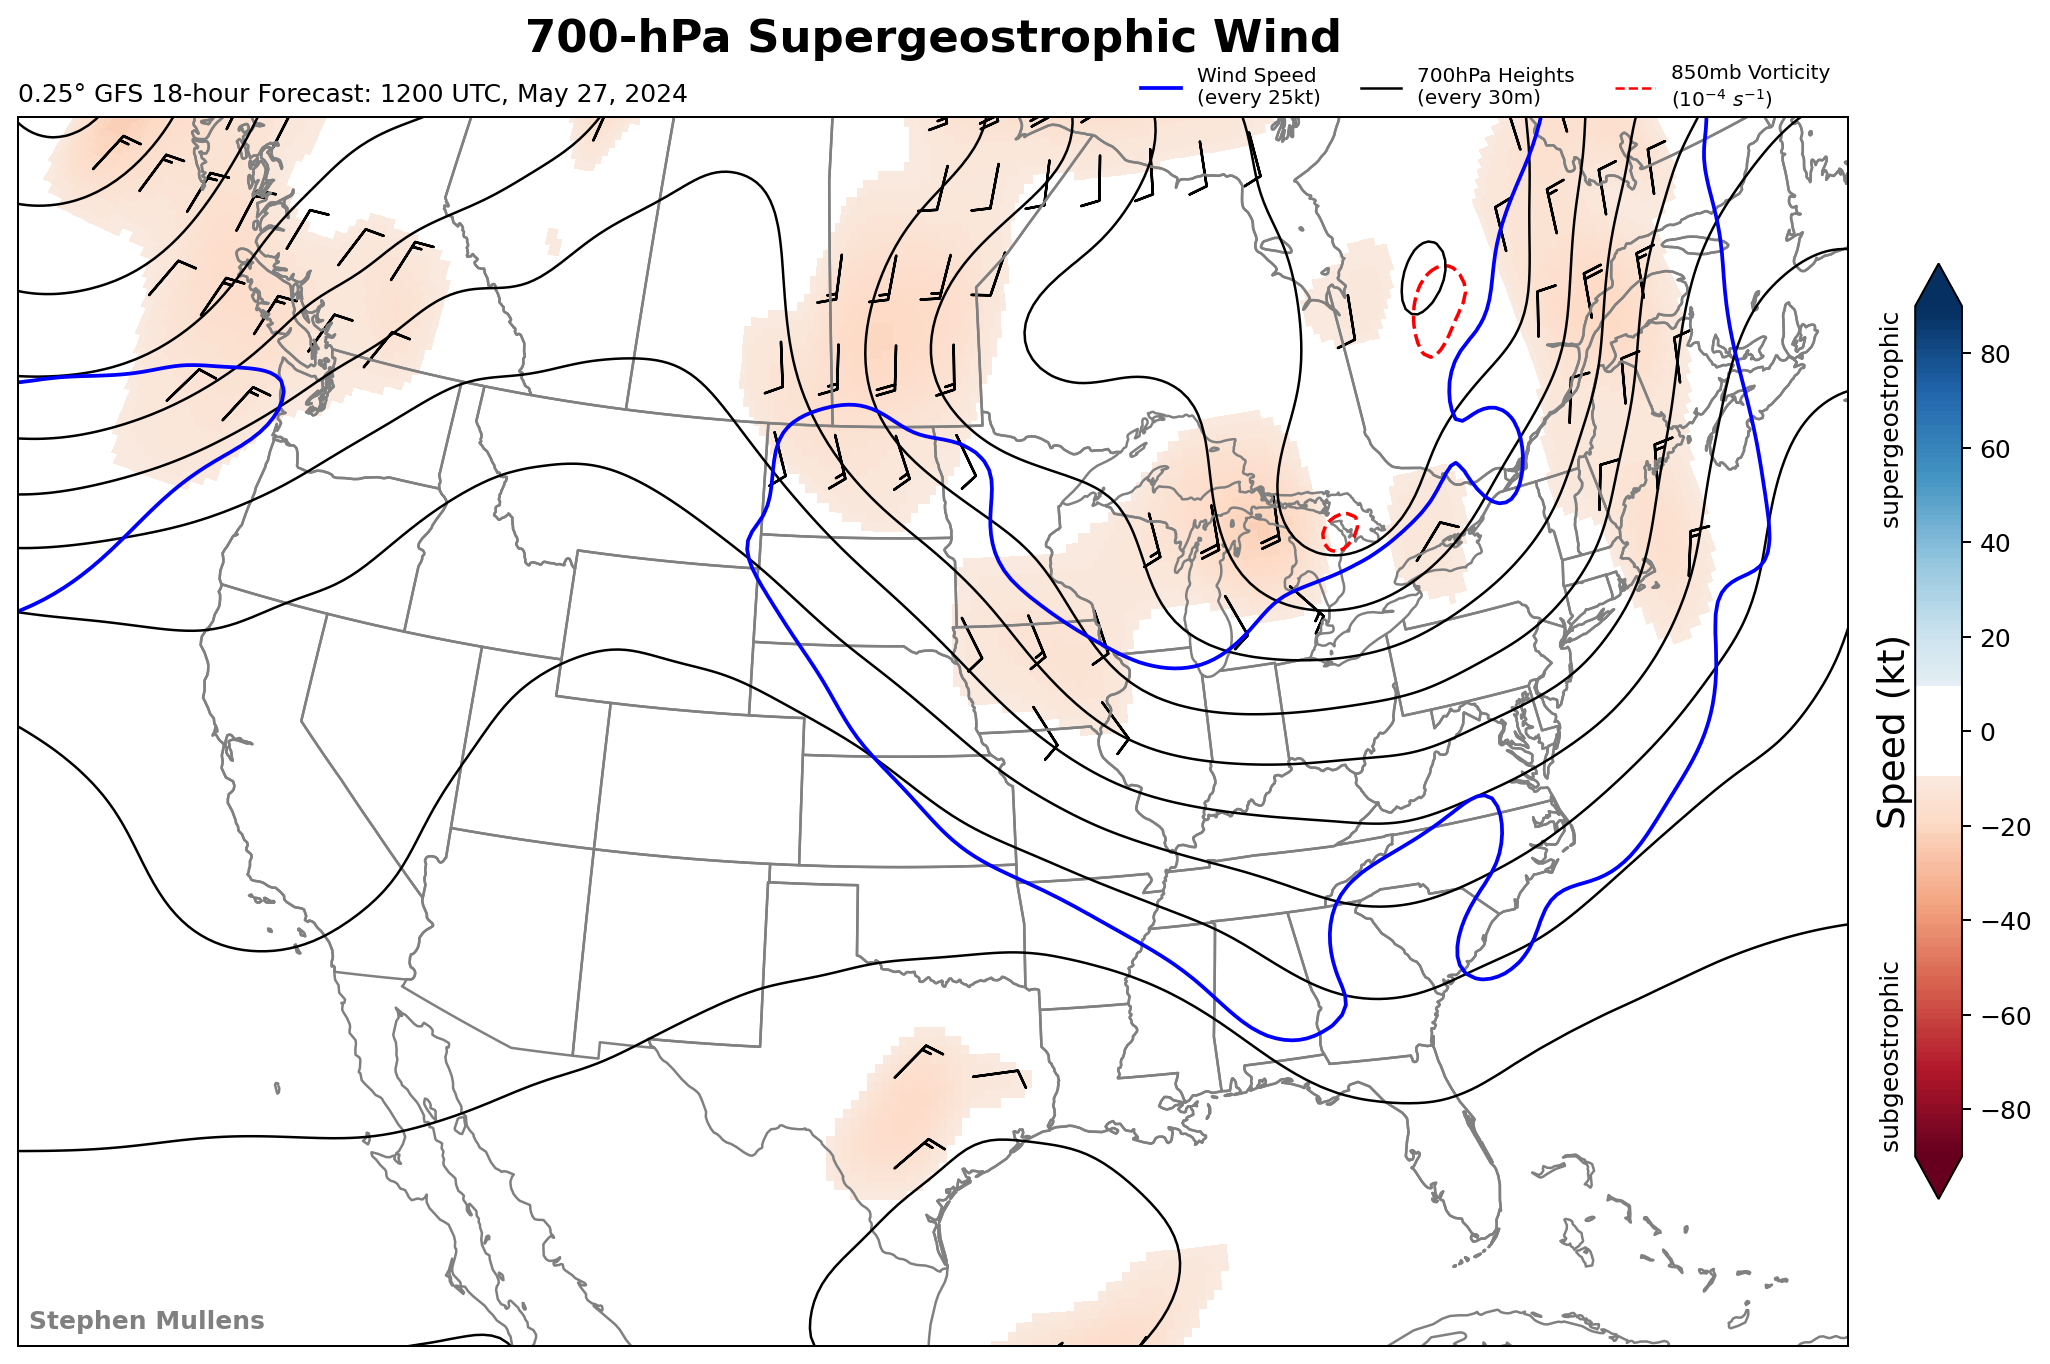 700-hPa Supergeostrophic Wind
0.25° GFS 18-hour Forecast: 1200 UTC, May 27, 2024
Wind Speed
(every 25kt)
700hPa Heights
(every 30m)
850mb Vorticity
(10⁻⁴ s⁻¹)
supergeostrophic
Speed (kt)
subgeostrophic
80
60
40
20
0
−20
−40
−60
−80
Stephen Mullens